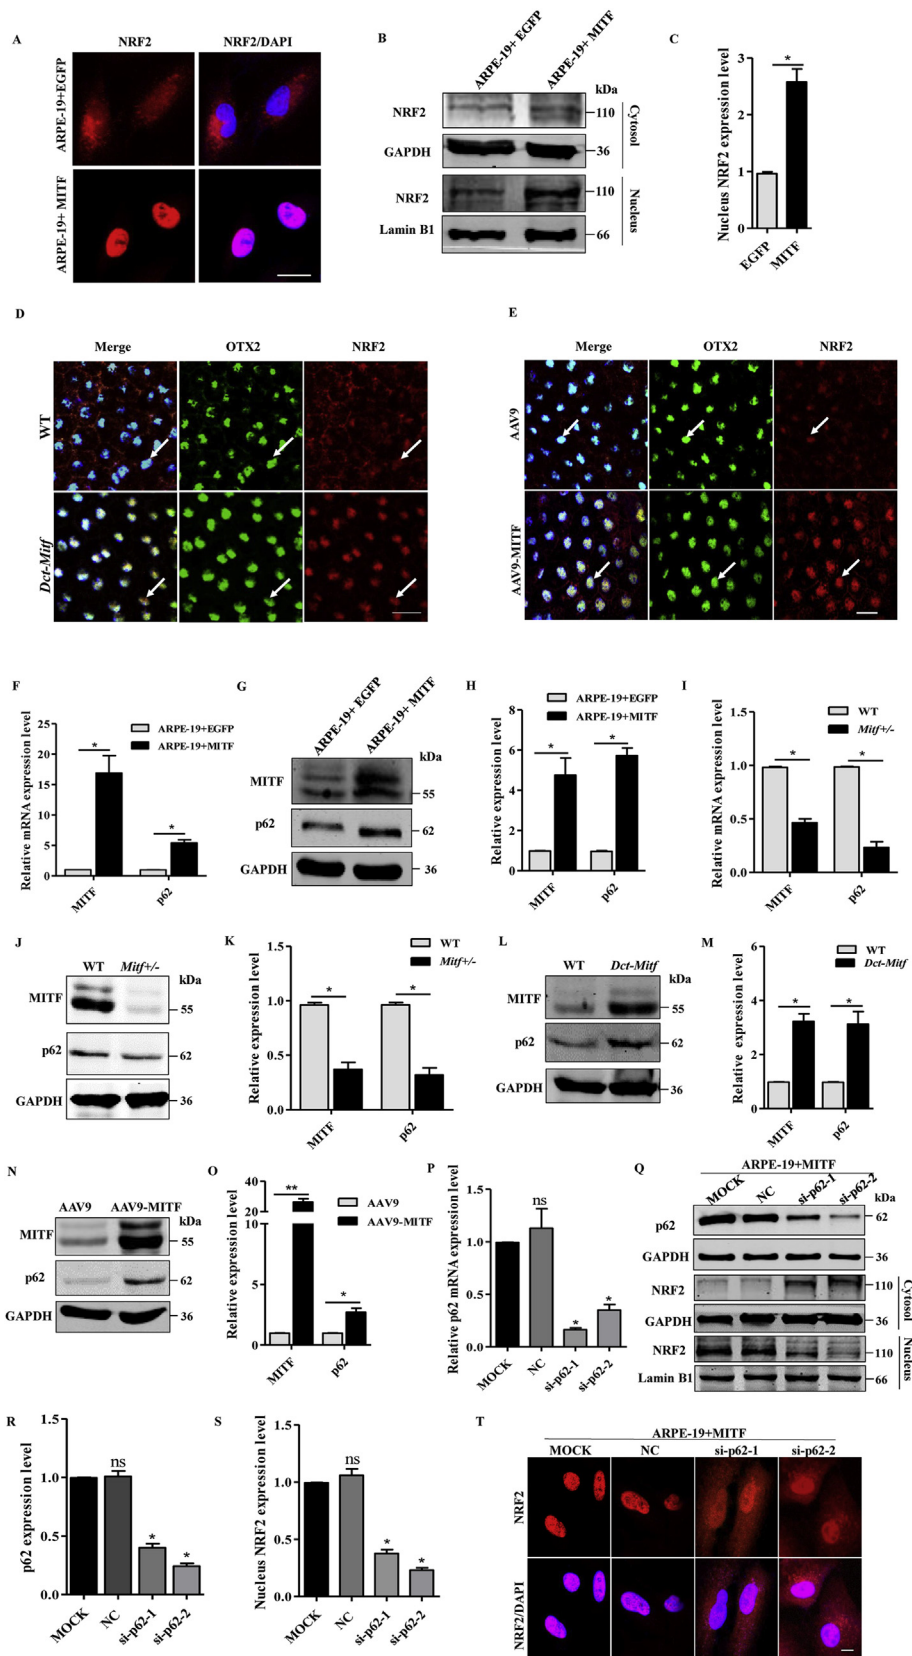 A
NRF2
NRF2/DAPI
ARPE-19+EGFP
ARPE-19+ MITF
B
ARPE-19+ EGFP
ARPE-19+ MITF
kDa
NRF2
110
GAPDH
36
Cytosol
NRF2
110
Lamin B1
66
Nucleus
C
Nucleus NRF2 expression level
3
2
1
0
*
EGFP
MITF
D
Merge
OTX2
NRF2
WT
Dct-Mitf
E
Merge
OTX2
NRF2
AAV9
AAV9-MITF
F
Relative mRNA expression level
25
20
15
10
5
0
ARPE-19+EGFP
ARPE-19+MITF
*
*
MITF
p62
G
ARPE-19+ EGFP
ARPE-19+ MITF
kDa
MITF
55
p62
62
GAPDH
36
H
ARPE-19+EGFP
ARPE-19+MITF
Relative expression level
8
6
4
2
0
*
*
MITF
p62
I
WT
Mitf+/-
Relative mRNA expression level
1.5
1.0
0.5
0.0
*
*
MITF
p62
J
WT
Mitf+/-
kDa
MITF
55
p62
62
GAPDH
36
K
WT
Mitf+/-
Relative expression level
1.5
1.0
0.5
0.0
*
*
MITF
p62
L
WT
Dct-Mitf
kDa
MITF
55
p62
62
GAPDH
36
M
WT
Dct-Mitf
Relative expression level
6
4
2
0
*
*
MITF
p62
N
AAV9
AAV9-MITF
kDa
MITF
55
p62
62
GAPDH
36
O
Relative expression level
40
30
20
10
5
0
**
*
AAV9
AAV9-MITF
MITF
p62
P
Relative p62 mRNA expression level
1.5
1.0
0.5
0.0
ns
*
*
MOCK
NC
si-p62-1
si-p62-2
Q
ARPE-19+MITF
MOCK
NC
si-p62-1
si-p62-2
kDa
p62
62
GAPDH
36
NRF2
110
GAPDH
36
Cytosol
NRF2
110
Lamin B1
66
Nucleus
R
p62 expression level
1.5
1.0
0.5
0.0
ns
*
*
MOCK
NC
si-p62-1
si-p62-2
S
Nucleus NRF2 expression level
1.5
1.0
0.5
0.0
ns
*
*
MOCK
NC
si-p62-1
si-p62-2
T
ARPE-19+MITF
MOCK
NC
si-p62-1
si-p62-2
NRF2
NRF2/DAPI